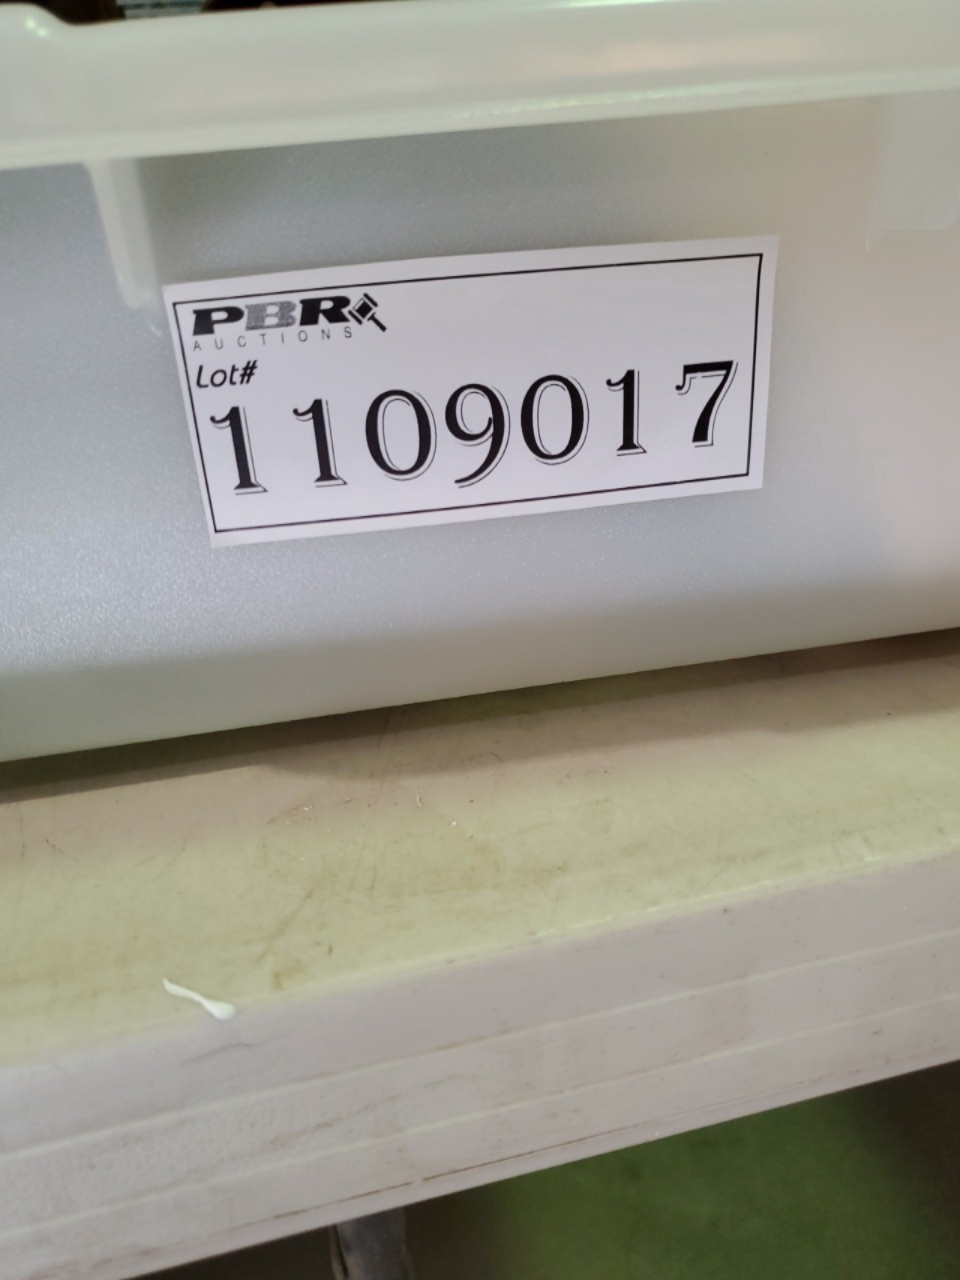 PBR
AUCTIONS
Lot#
1109017